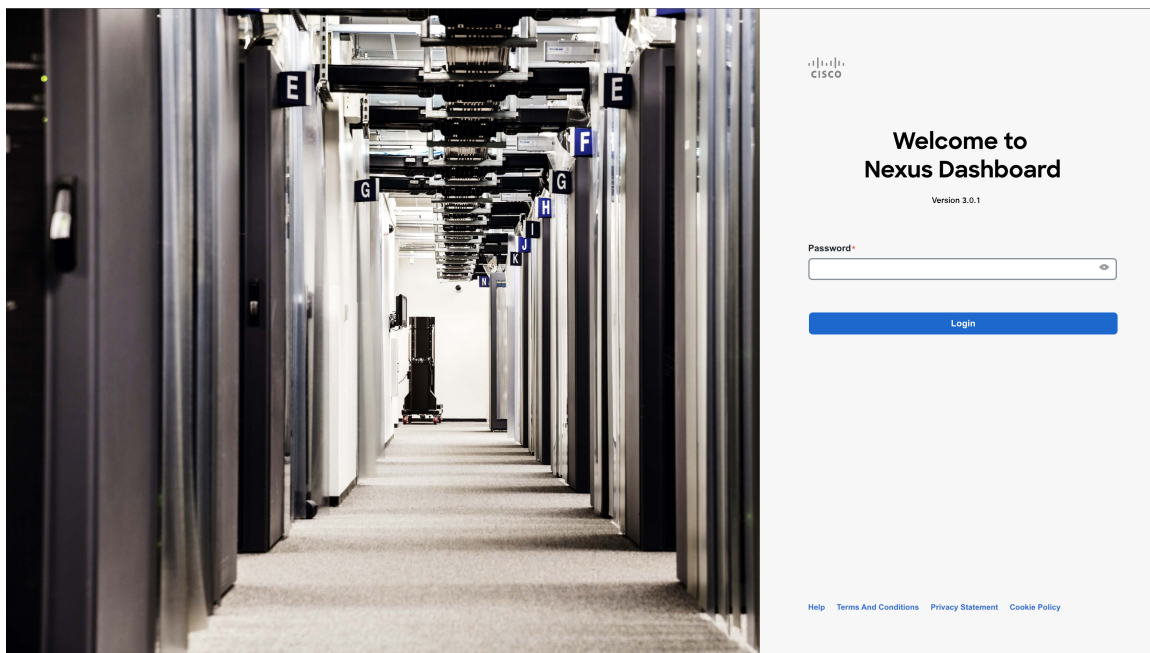 E
E
F
G
G
H
I
J
K
N
CISCO
Welcome to
Nexus Dashboard
Version 3.0.1
Password*
Login
Help Terms And Conditions Privacy Statement Cookie Policy